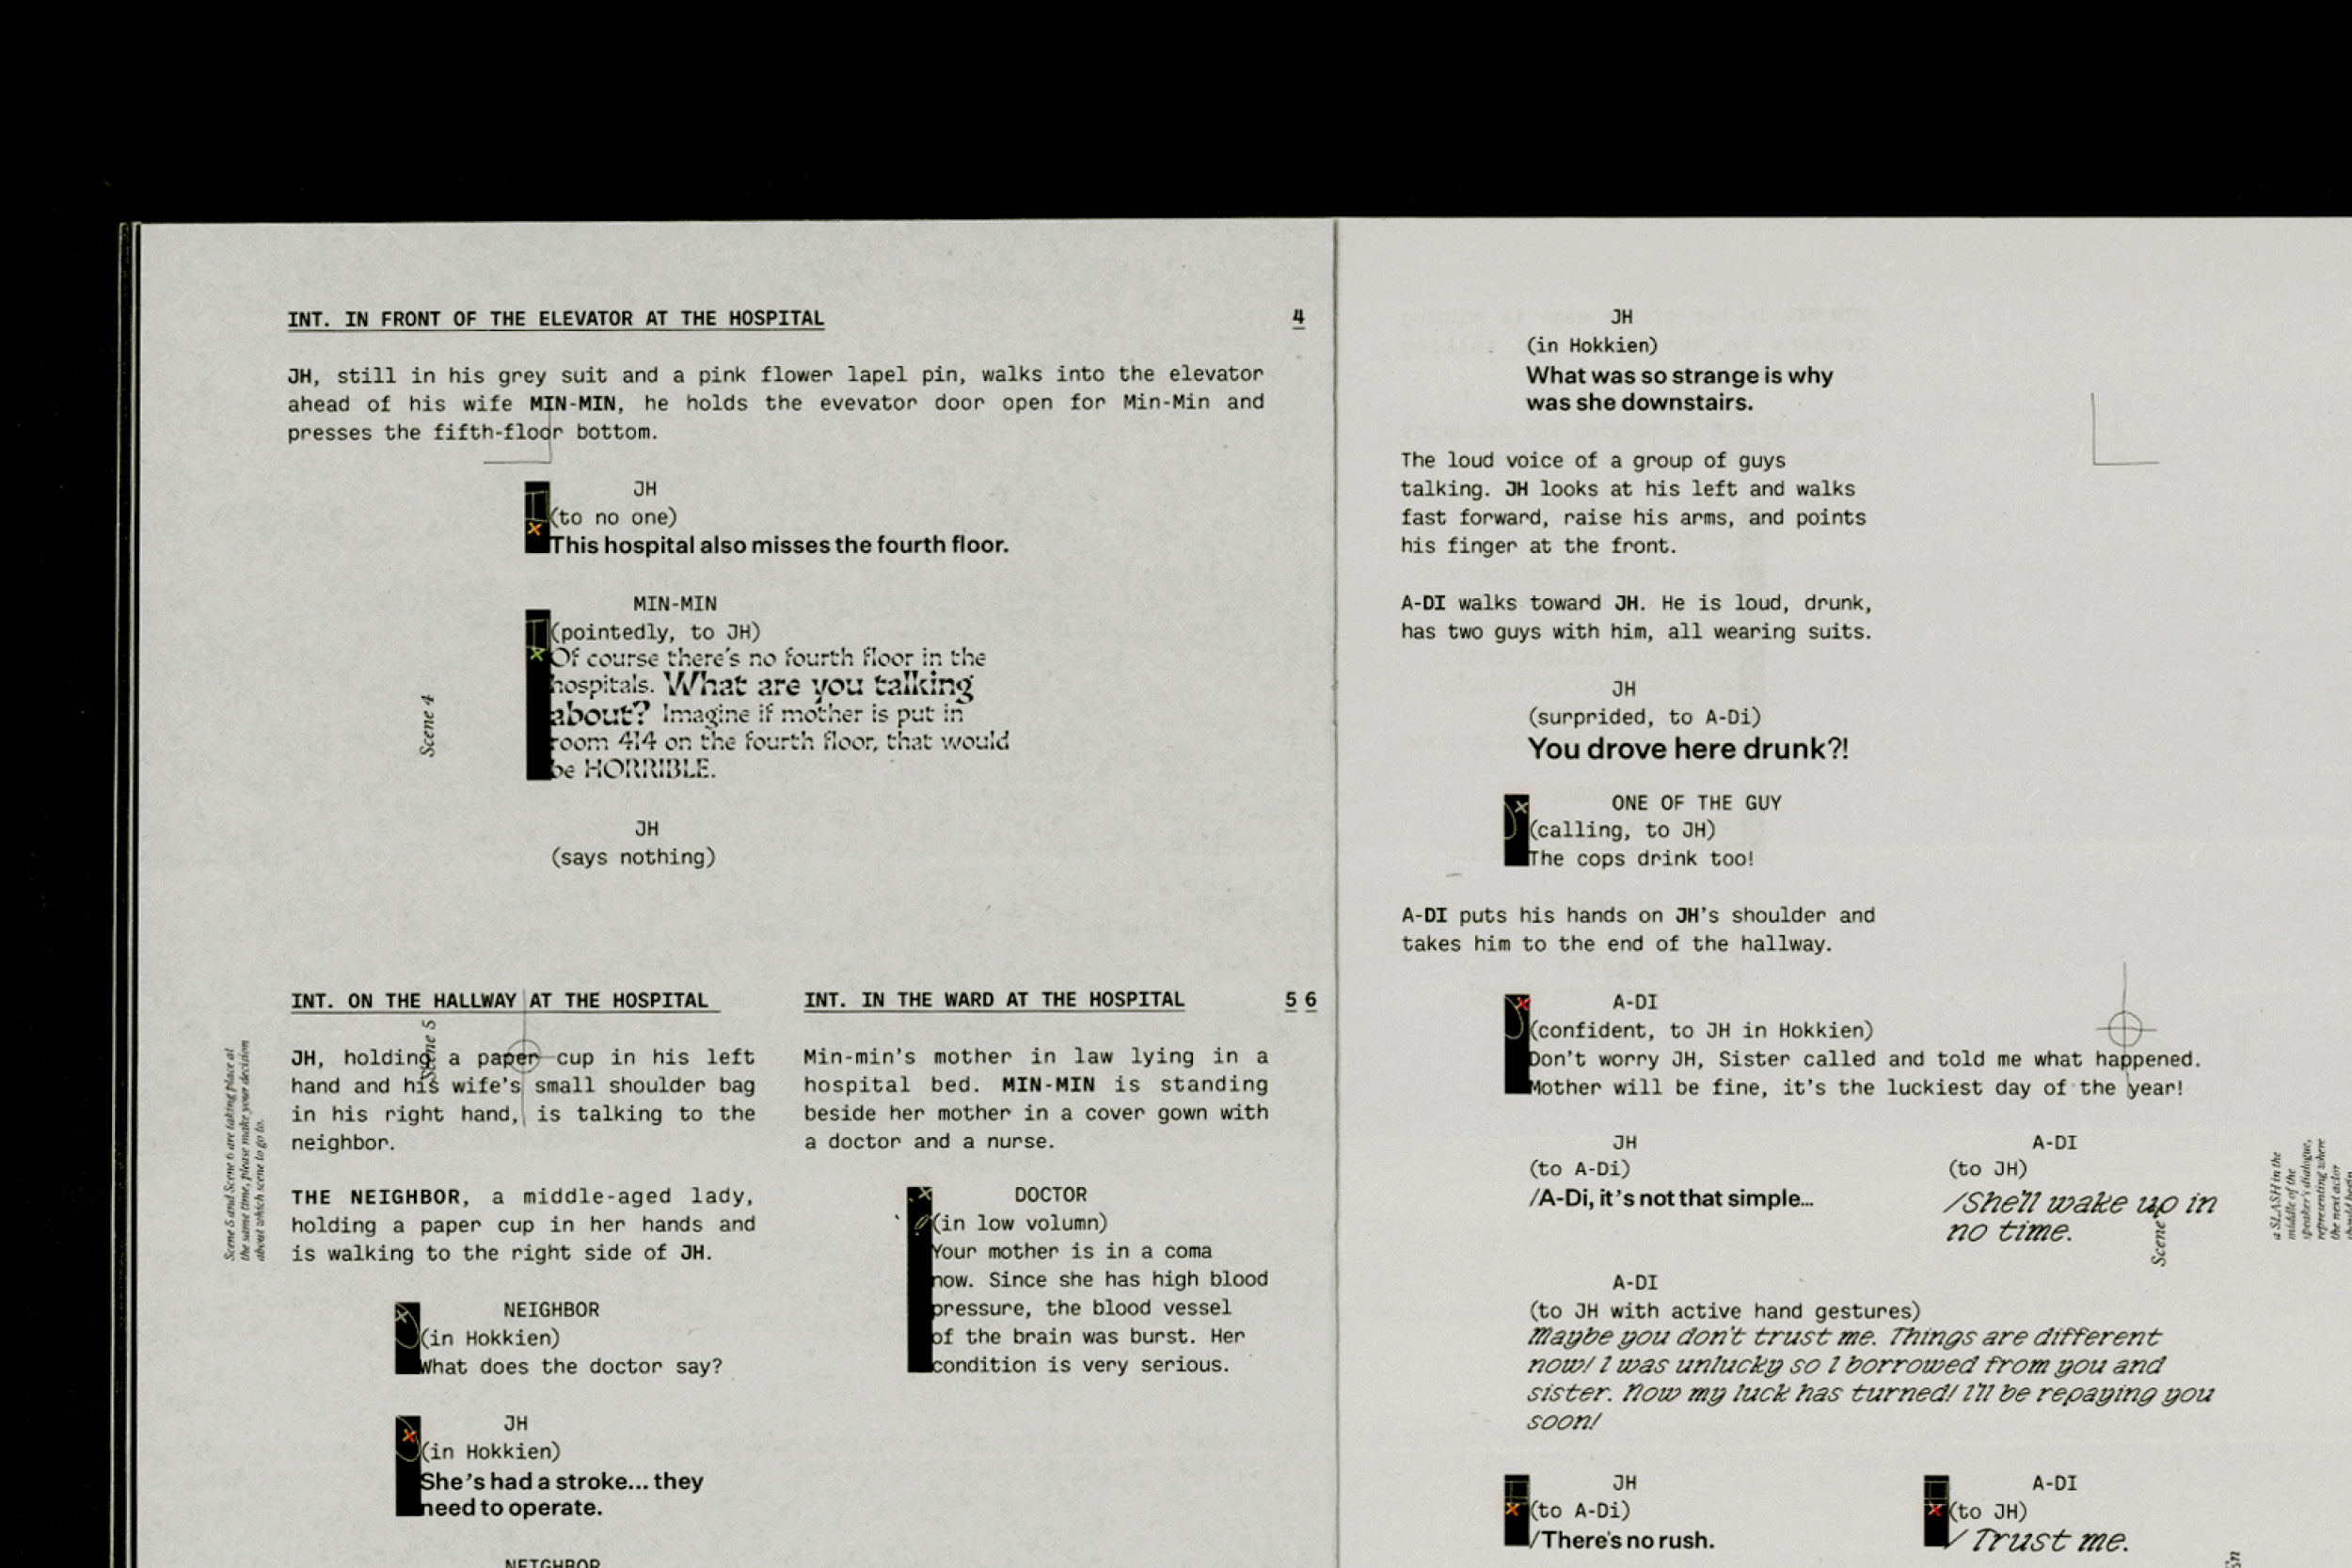 INT. IN FRONT OF THE ELEVATOR AT THE HOSPITAL 4
JH, still in his grey suit and a pink flower lapel pin, walks into the elevator
ahead of his wife MIN-MIN, he holds the evevator door open for Min-Min and
presses the fifth-floor bottom.
JH
(to no one)
This hospital also misses the fourth floor.
MIN-MIN
(pointedly, to JH)
Of course there's no fourth floor in the
hospitals. What are you talking
about? Imagine if mother is put in
room 414 on the fourth floor, that would
be HORRIBLE.
Scene 4
JH
(says nothing)
INT. ON THE HALLWAY AT THE HOSPITAL
Scene 5
JH, holding a paper cup in his left
hand and his wife's small shoulder bag
in his right hand, is talking to the
neighbor.
Scene 5 and Scene 6 are taking place at
the same time, please make your decision
about which scene to go to.
THE NEIGHBOR, a middle-aged lady,
holding a paper cup in her hands and
is walking to the right side of JH.
NEIGHBOR
(in Hokkien)
What does the doctor say?
JH
(in Hokkien)
She's had a stroke... they
need to operate.
NEIGHBOR
INT. IN THE WARD AT THE HOSPITAL 5 6
Min-min's mother in law lying in a
hospital bed. MIN-MIN is standing
beside her mother in a cover gown with
a doctor and a nurse.
DOCTOR
(in low volumn)
Your mother is in a coma
now. Since she has high blood
pressure, the blood vessel
of the brain was burst. Her
condition is very serious.
JH
(in Hokkien)
What was so strange is why
was she downstairs.
The loud voice of a group of guys
talking. JH looks at his left and walks
fast forward, raise his arms, and points
his finger at the front.
A-DI walks toward JH. He is loud, drunk,
has two guys with him, all wearing suits.
JH
(surprided, to A-Di)
You drove here drunk?!
ONE OF THE GUY
(calling, to JH)
The cops drink too!
A-DI puts his hands on JH's shoulder and
takes him to the end of the hallway.
A-DI
(confident, to JH in Hokkien)
Don't worry JH, Sister called and told me what happened.
Mother will be fine, it's the luckiest day of the year!
JH
(to A-Di)
/A-Di, it's not that simple...
A-DI
(to JH)
/She'll wake up in
no time.
Scene
a SLASH in the
middle of the
speaker's dialogue,
representing where
the next actor
should begin
A-DI
(to JH with active hand gestures)
Maybe you don't trust me. Things are different
now! I was unlucky so I borrowed from you and
sister. Now my luck has turned! I'll be repaying you
soon!
JH
(to A-Di)
/There's no rush.
A-DI
(to JH)
/ Trust me.